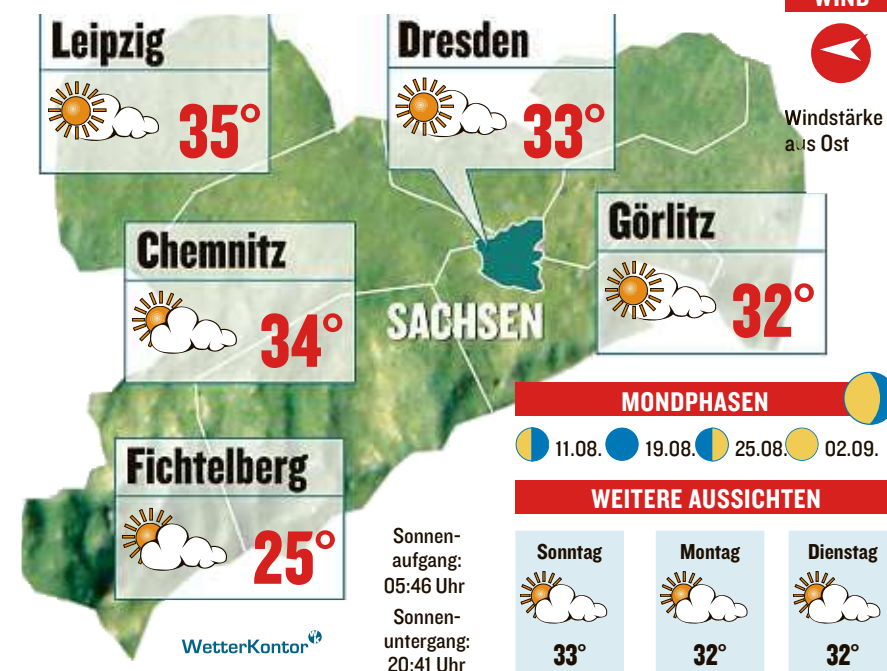 WIND
Leipzig
35°
Dresden
33°
Windstärke
aus Ost
Chemnitz
34°
Görlitz
32°
SACHSEN
Fichtelberg
25°
MONDPHASEN
11.08. 19.08. 25.08. 02.09.
WEITERE AUSSICHTEN
Sonnen-
aufgang:
05:46 Uhr
Sonnen-
untergang:
20:41 Uhr
Sonntag
33°
Montag
32°
Dienstag
32°
WetterKontor